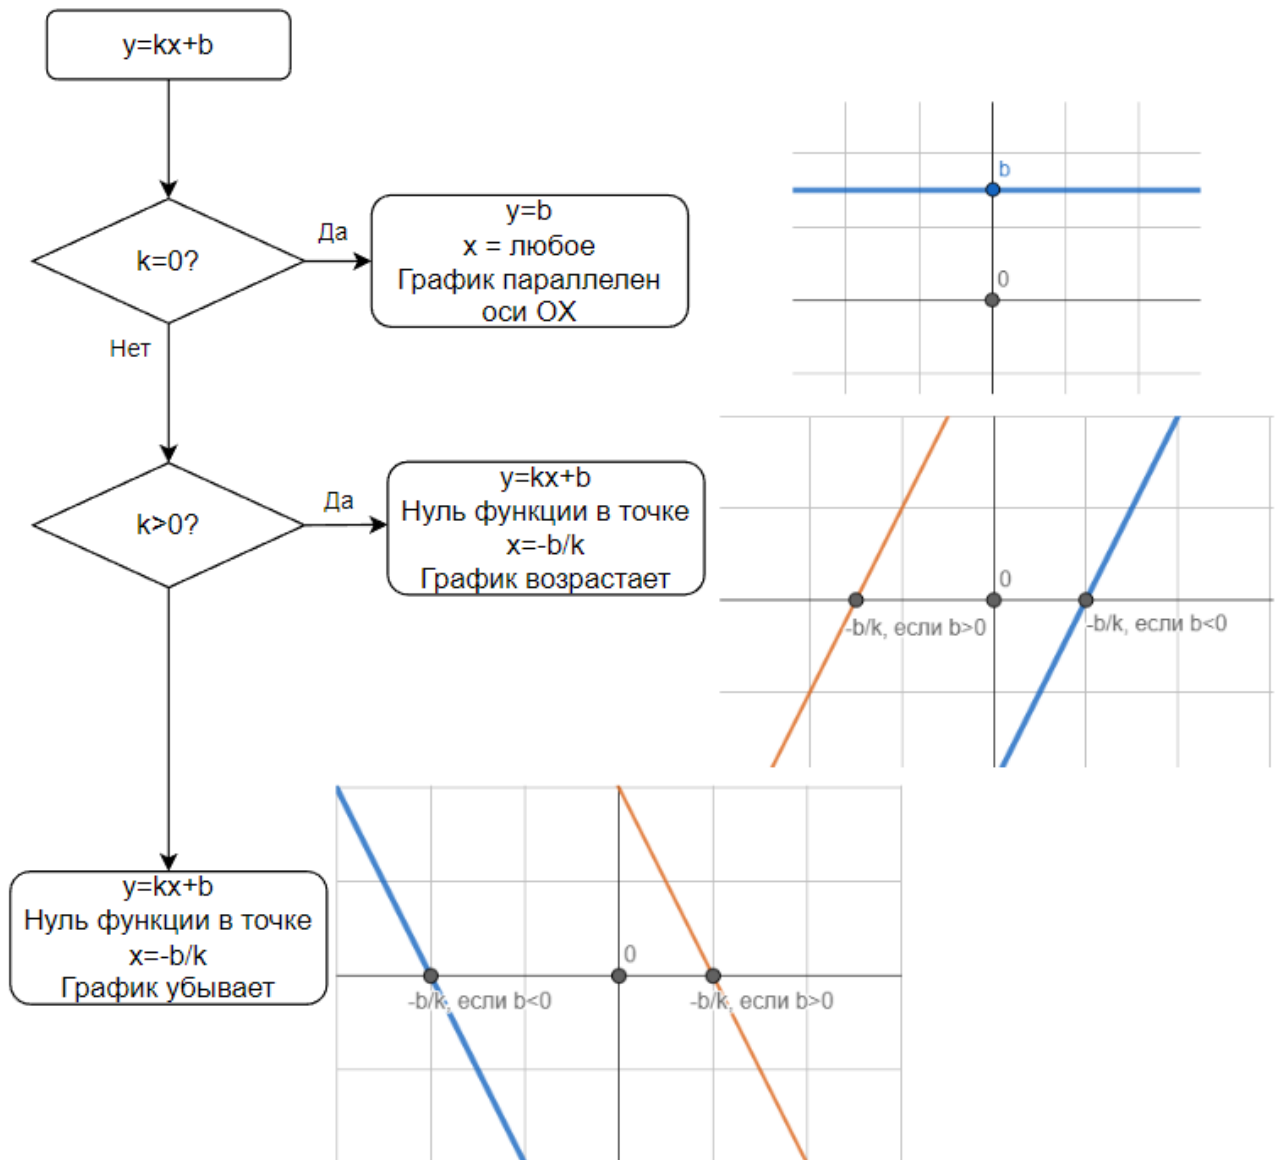 y=kx+b
k=0?
Да
y=b
x = любое
График параллелен
оси OX
b
0
Нет
k>0?
Да
y=kx+b
Нуль функции в точке
x=-b/k
График возрастает
0
-b/k, если b>0
-b/k, если b<0
y=kx+b
Нуль функции в точке
x=-b/k
График убывает
0
-b/k, если b<0
-b/k, если b>0